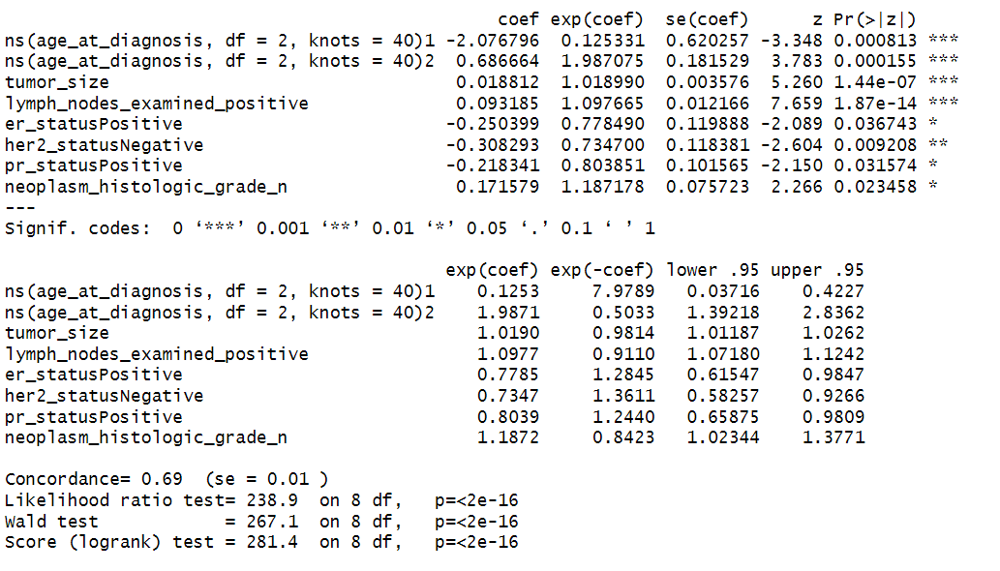 coef exp(coef)  se(coef)      z Pr(>|z|)
ns(age_at_diagnosis, df = 2, knots = 40)1 -2.076796  0.125331  0.620257 -3.348 0.000813 ***
ns(age_at_diagnosis, df = 2, knots = 40)2  0.686664  1.987075  0.181529  3.783 0.000155 ***
tumor_size                                 0.018812  1.018990  0.003576  5.260 1.44e-07 ***
lymph_nodes_examined_positive              0.093185  1.097665  0.012166  7.659 1.87e-14 ***
er_statusPositive                         -0.250399  0.778490  0.119888 -2.089 0.036743 *
her2_statusNegative                       -0.308293  0.734700  0.118381 -2.604 0.009208 **
pr_statusPositive                         -0.218341  0.803851  0.101565 -2.150 0.031574 *
neoplasm_histologic_grade_n                0.171579  1.187178  0.075723  2.266 0.023458 *
---
Signif. codes:  0 ‘***’ 0.001 ‘**’ 0.01 ‘*’ 0.05 ‘.’ 0.1 ‘ ’ 1

                                          exp(coef) exp(-coef) lower .95 upper .95
ns(age_at_diagnosis, df = 2, knots = 40)1    0.1253     7.9789   0.03716    0.4227
ns(age_at_diagnosis, df = 2, knots = 40)2    1.9871     0.5033   1.39218    2.8362
tumor_size                                   1.0190     0.9814   1.01187    1.0262
lymph_nodes_examined_positive                1.0977     0.9110   1.07180    1.1242
er_statusPositive                            0.7785     1.2845   0.61547    0.9847
her2_statusNegative                          0.7347     1.3611   0.58257    0.9266
pr_statusPositive                            0.8039     1.2440   0.65875    0.9809
neoplasm_histologic_grade_n                  1.1872     0.8423   1.02344    1.3771

Concordance= 0.69  (se = 0.01 )
Likelihood ratio test= 238.9  on 8 df,   p=<2e-16
Wald test            = 267.1  on 8 df,   p=<2e-16
Score (logrank) test = 281.4  on 8 df,   p=<2e-16